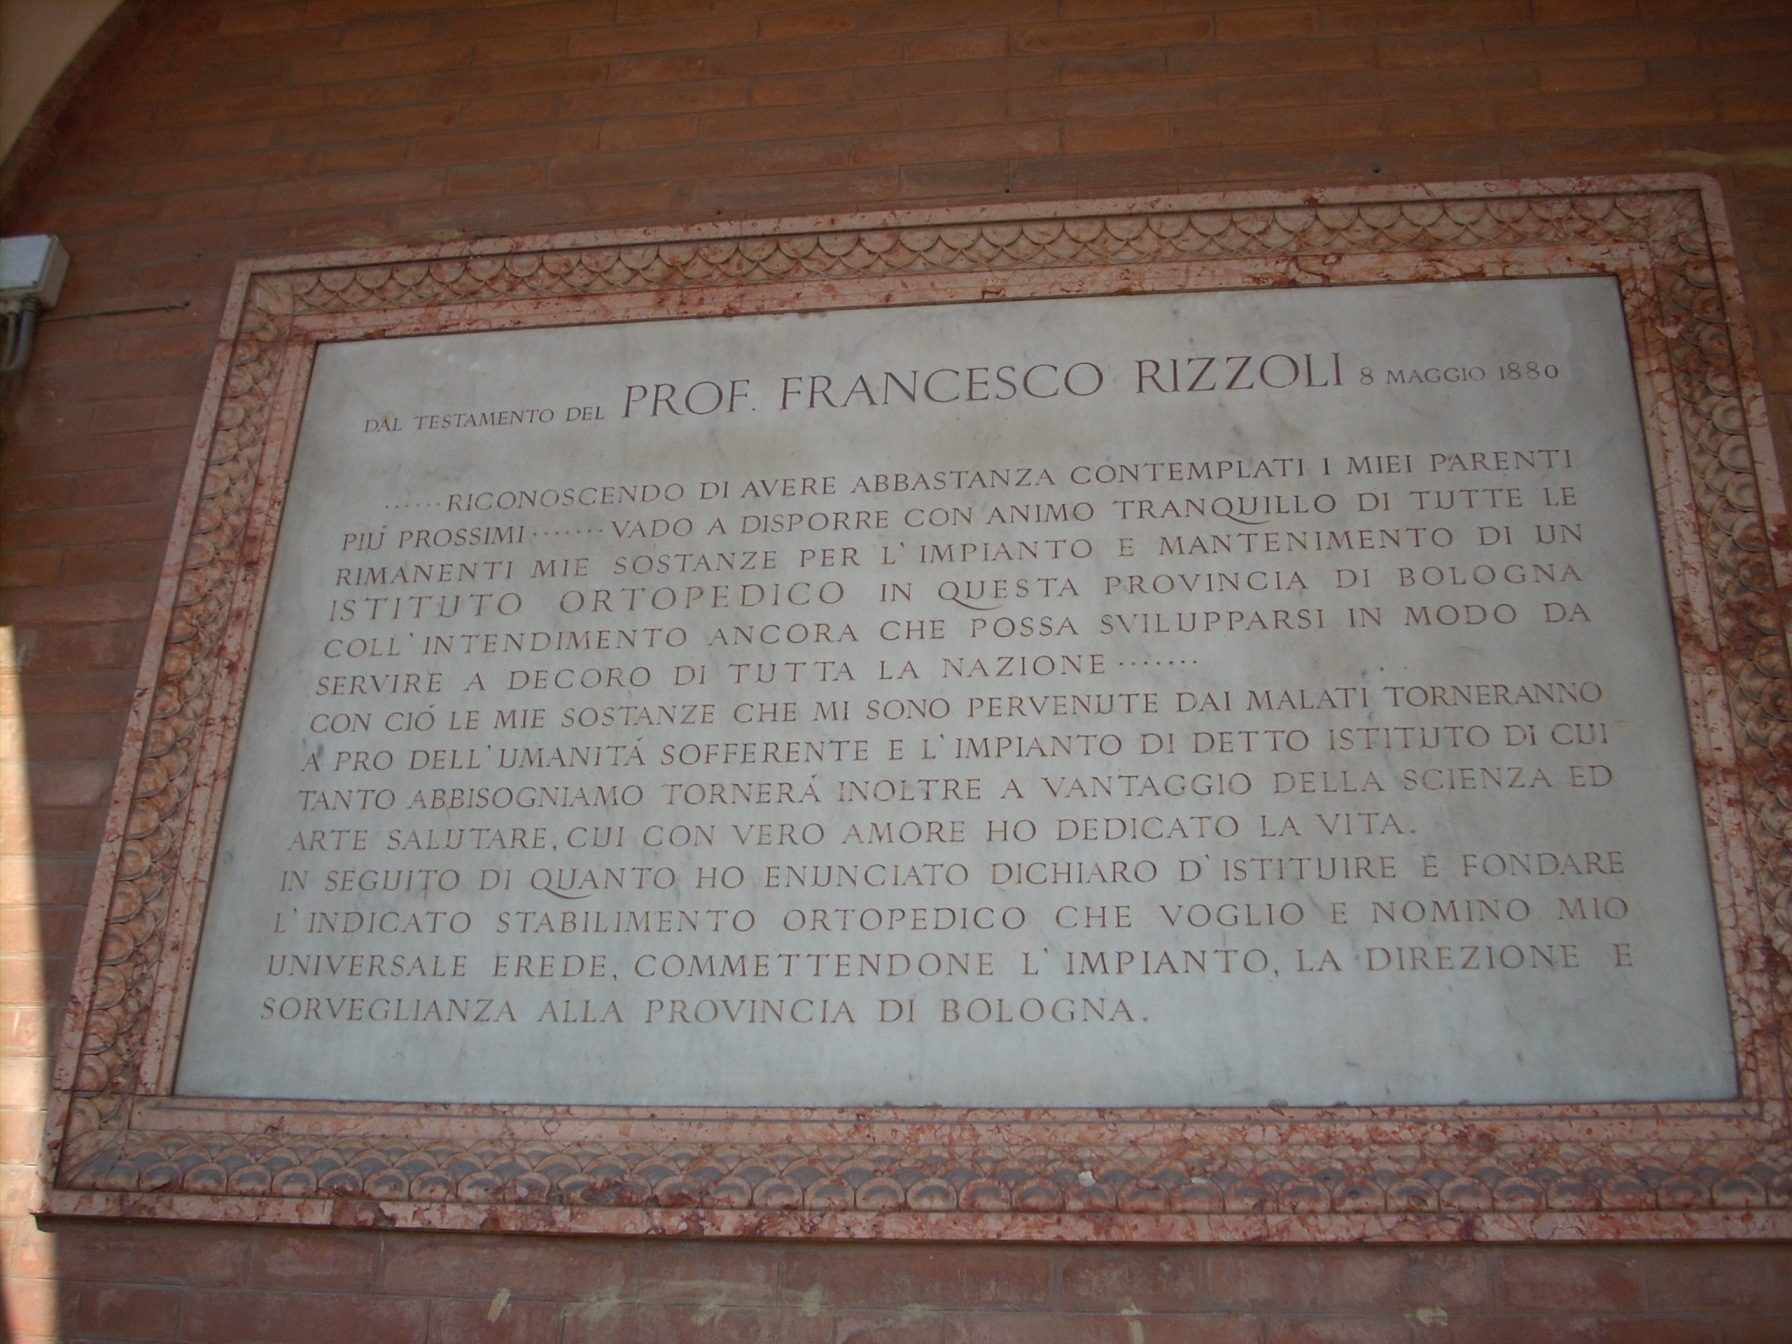 DAL TESTAMENTO DEL PROF. FRANCESCO RIZZOLI 8 MAGGIO 1880
......RICONOSCENDO DI AVERE ABBASTANZA CONTEMPLATI I MIEI PARENTI
PIÚ PROSSIMI.......VADO A DISPORRE CON ANIMO TRANQUILLO DI TUTTE LE
RIMANENTI MIE SOSTANZE PER L'IMPIANTO E MANTENIMENTO DI UN
ISTITUTO ORTOPEDICO IN QUESTA PROVINCIA DI BOLOGNA
COLL'INTENDIMENTO ANCORA CHE POSSA SVILUPPARSI IN MODO DA
SERVIRE A DECORO DI TUTTA LA NAZIONE.......
CON CIÓ LE MIE SOSTANZE CHE MI SONO PERVENUTE DAI MALATI TORNERANNO
A PRO DELL'UMANITÁ SOFFERENTE E L'IMPIANTO DI DETTO ISTITUTO DI CUI
TANTO ABBISOGNIAMO TORNERÁ INOLTRE A VANTAGGIO DELLA SCIENZA ED
ARTE SALUTARE, CUI CON VERO AMORE HO DEDICATO LA VITA.
IN SEGUITO DI QUANTO HO ENUNCIATO DICHIARO D'ISTITUIRE E FONDARE
L'INDICATO STABILIMENTO ORTOPEDICO CHE VOGLIO E NOMINO MIO
UNIVERSALE EREDE, COMMETTENDONE L'IMPIANTO, LA DIREZIONE E
SORVEGLIANZA ALLA PROVINCIA DI BOLOGNA.